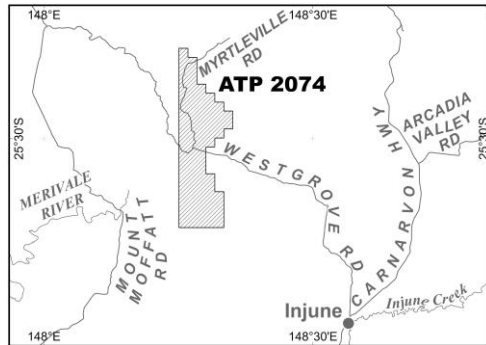 148°E
148°30'E
MYRTLEVILLE
RD
ATP 2074
25°30'S
25°30'S
ARCADIA
VALLEY
RD
WESTGROVE RD
CARNARVON HWY
MERIVALE
RIVER
MOUNT
MOFFATT
RD
Injune
Injune Creek
148°E
148°30'E